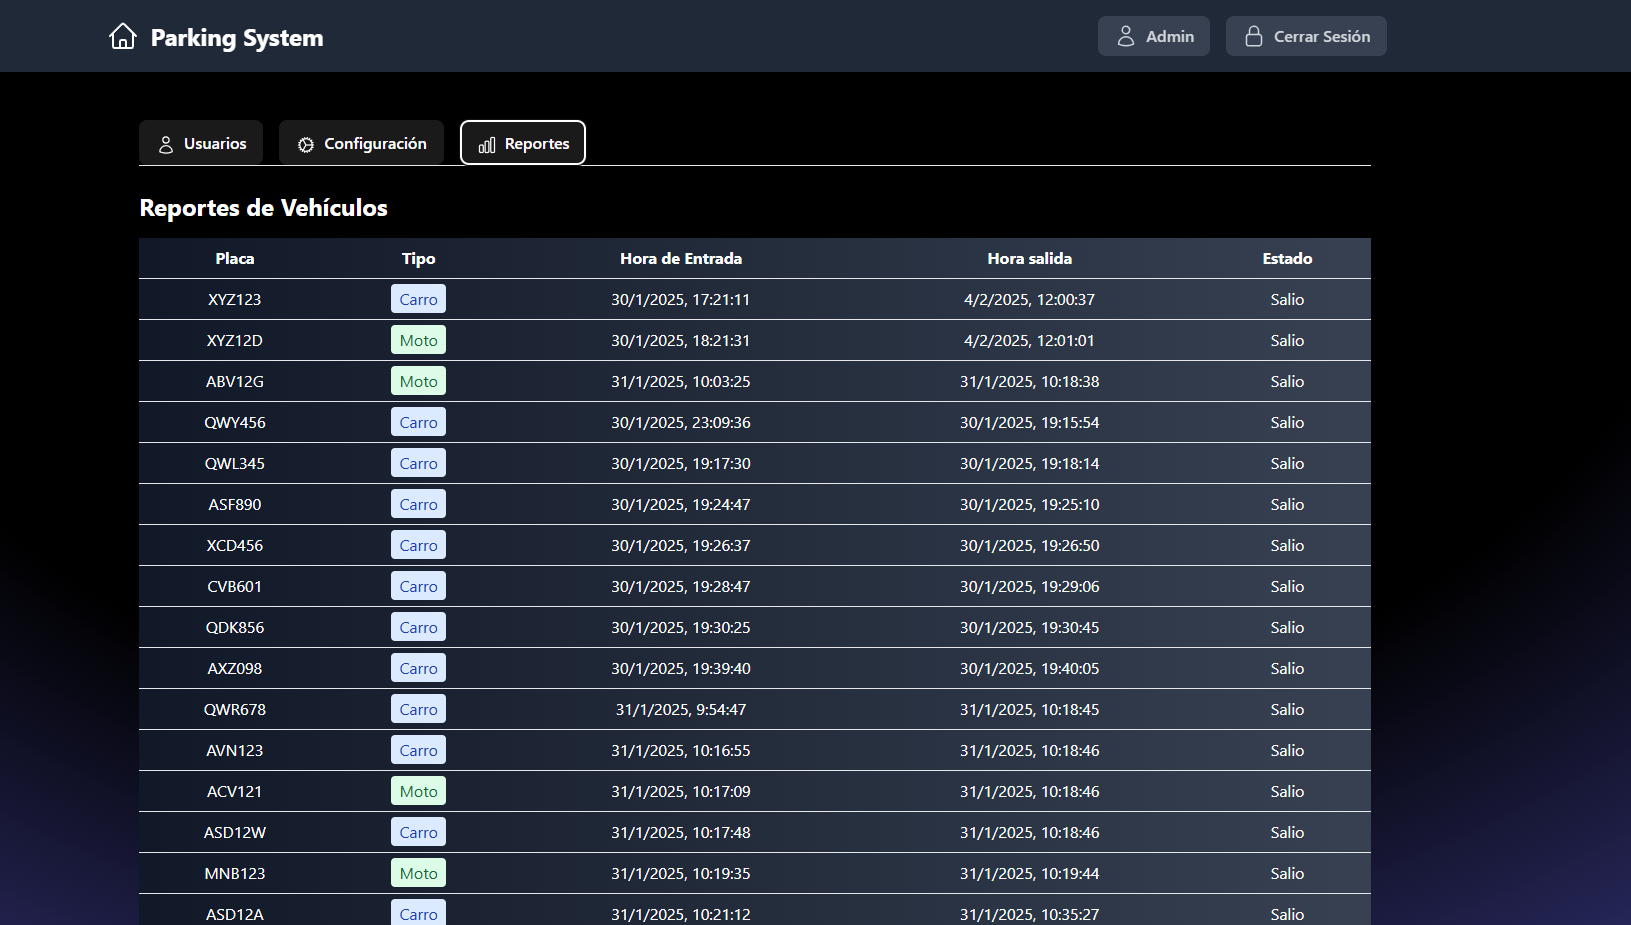 Parking System
Admin
Cerrar Sesión
Usuarios
Configuración
Reportes
Reportes de Vehículos
Placa Tipo Hora de Entrada Hora salida Estado
XYZ123 Carro 30/1/2025, 17:21:11 4/2/2025, 12:00:37 Salio
XYZ12D Moto 30/1/2025, 18:21:31 4/2/2025, 12:01:01 Salio
ABV12G Moto 31/1/2025, 10:03:25 31/1/2025, 10:18:38 Salio
QWY456 Carro 30/1/2025, 23:09:36 30/1/2025, 19:15:54 Salio
QWL345 Carro 30/1/2025, 19:17:30 30/1/2025, 19:18:14 Salio
ASF890 Carro 30/1/2025, 19:24:47 30/1/2025, 19:25:10 Salio
XCD456 Carro 30/1/2025, 19:26:37 30/1/2025, 19:26:50 Salio
CVB601 Carro 30/1/2025, 19:28:47 30/1/2025, 19:29:06 Salio
QDK856 Carro 30/1/2025, 19:30:25 30/1/2025, 19:30:45 Salio
AXZ098 Carro 30/1/2025, 19:39:40 30/1/2025, 19:40:05 Salio
QWR678 Carro 31/1/2025, 9:54:47 31/1/2025, 10:18:45 Salio
AVN123 Carro 31/1/2025, 10:16:55 31/1/2025, 10:18:46 Salio
ACV121 Moto 31/1/2025, 10:17:09 31/1/2025, 10:18:46 Salio
ASD12W Carro 31/1/2025, 10:17:48 31/1/2025, 10:18:46 Salio
MNB123 Moto 31/1/2025, 10:19:35 31/1/2025, 10:19:44 Salio
ASD12A Carro 31/1/2025, 10:21:12 31/1/2025, 10:35:27 Salio